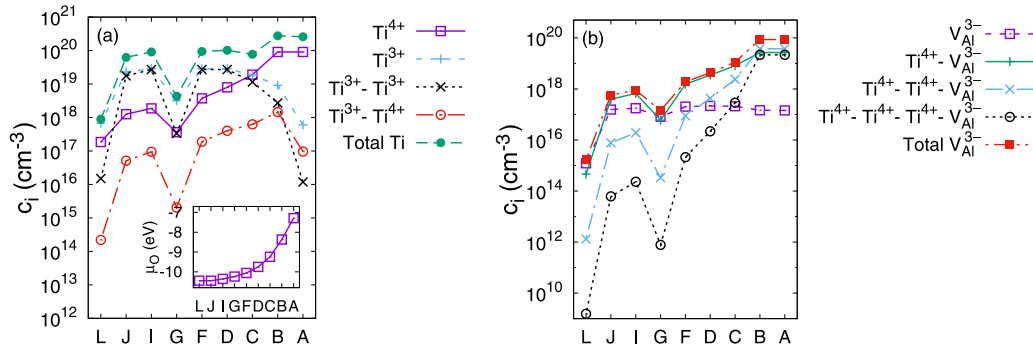 (a)
c_i (cm^-3)
10^21
10^20
10^19
10^18
10^17
10^16
10^15
10^14
10^13
10^12
L J I G F D C B A
μ_O (eV)
-7
-8
-9
-10
L J I G F D C B A
Ti^4+
Ti^3+
Ti^3+- Ti^3+
Ti^3+- Ti^4+
Total Ti
(b)
c_i (cm^-3)
10^20
10^18
10^16
10^14
10^12
10^10
L J I G F D C B A
V_Al^3−
Ti^4+- V_Al^3−
Ti^4+- Ti^4+- V_Al^3−
Ti^4+- Ti^4+- Ti^4+- V_Al^3−
Total V_Al^3−